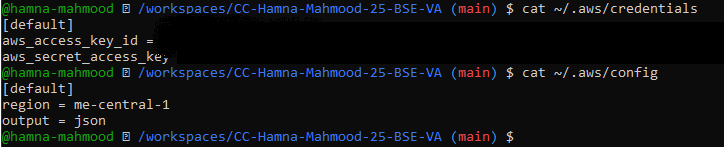 @hamna-mahmood /workspaces/CC-Hamna-Mahmood-25-BSE-VA (main) $ cat ~/.aws/credentials
[default]
aws_access_key_id =
aws_secret_access_key
@hamna-mahmood /workspaces/CC-Hamna-Mahmood-25-BSE-VA (main) $ cat ~/.aws/config
[default]
region = me-central-1
output = json
@hamna-mahmood /workspaces/CC-Hamna-Mahmood-25-BSE-VA (main) $